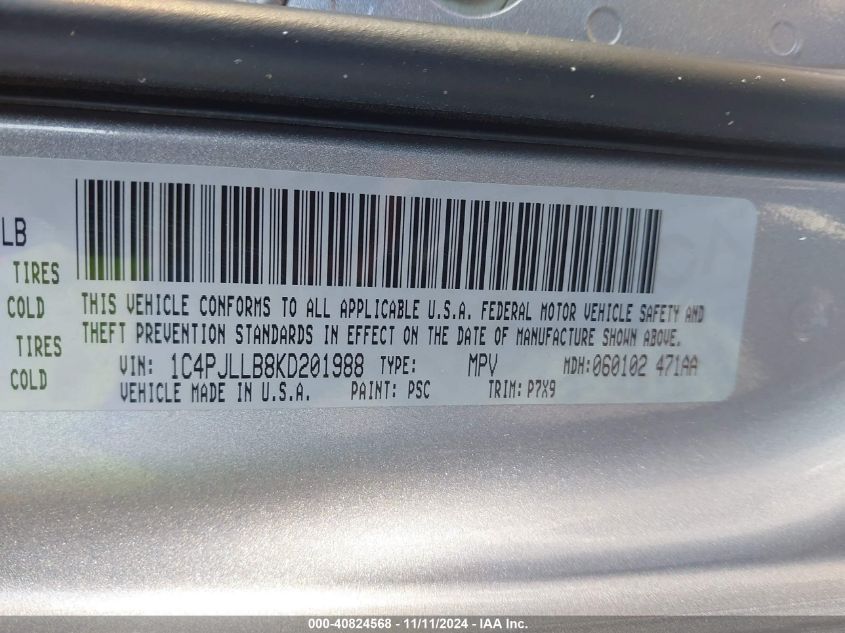 LB
TIRES
COLD
TIRES
COLD
THIS VEHICLE CONFORMS TO ALL APPLICABLE U.S.A. FEDERAL MOTOR VEHICLE SAFETY AND
THEFT PREVENTION STANDARDS IN EFFECT ON THE DATE OF MANUFACTURE SHOWN ABOVE.
VIN: 1C4PJLLB8KD201988 TYPE: MPV MDH:060102 471AA
VEHICLE MADE IN U.S.A. PAINT: PSC TRIM: P7X9
000-40824568 - 11/11/2024 - IAA Inc.